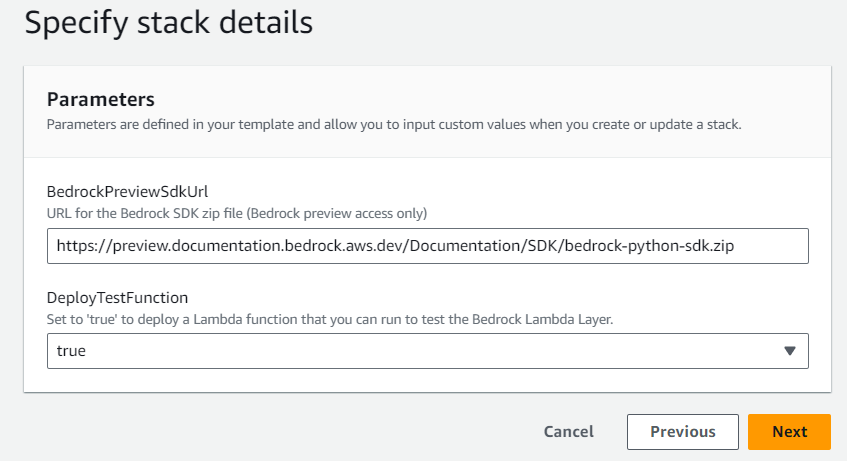 Specify stack details
Parameters
Parameters are defined in your template and allow you to input custom values when you create or update a stack.
BedrockPreviewSdkUrl
URL for the Bedrock SDK zip file (Bedrock preview access only)
https://preview.documentation.bedrock.aws.dev/Documentation/SDK/bedrock-python-sdk.zip
DeployTestFunction
Set to 'true' to deploy a Lambda function that you can run to test the Bedrock Lambda Layer.
true
Cancel
Previous
Next